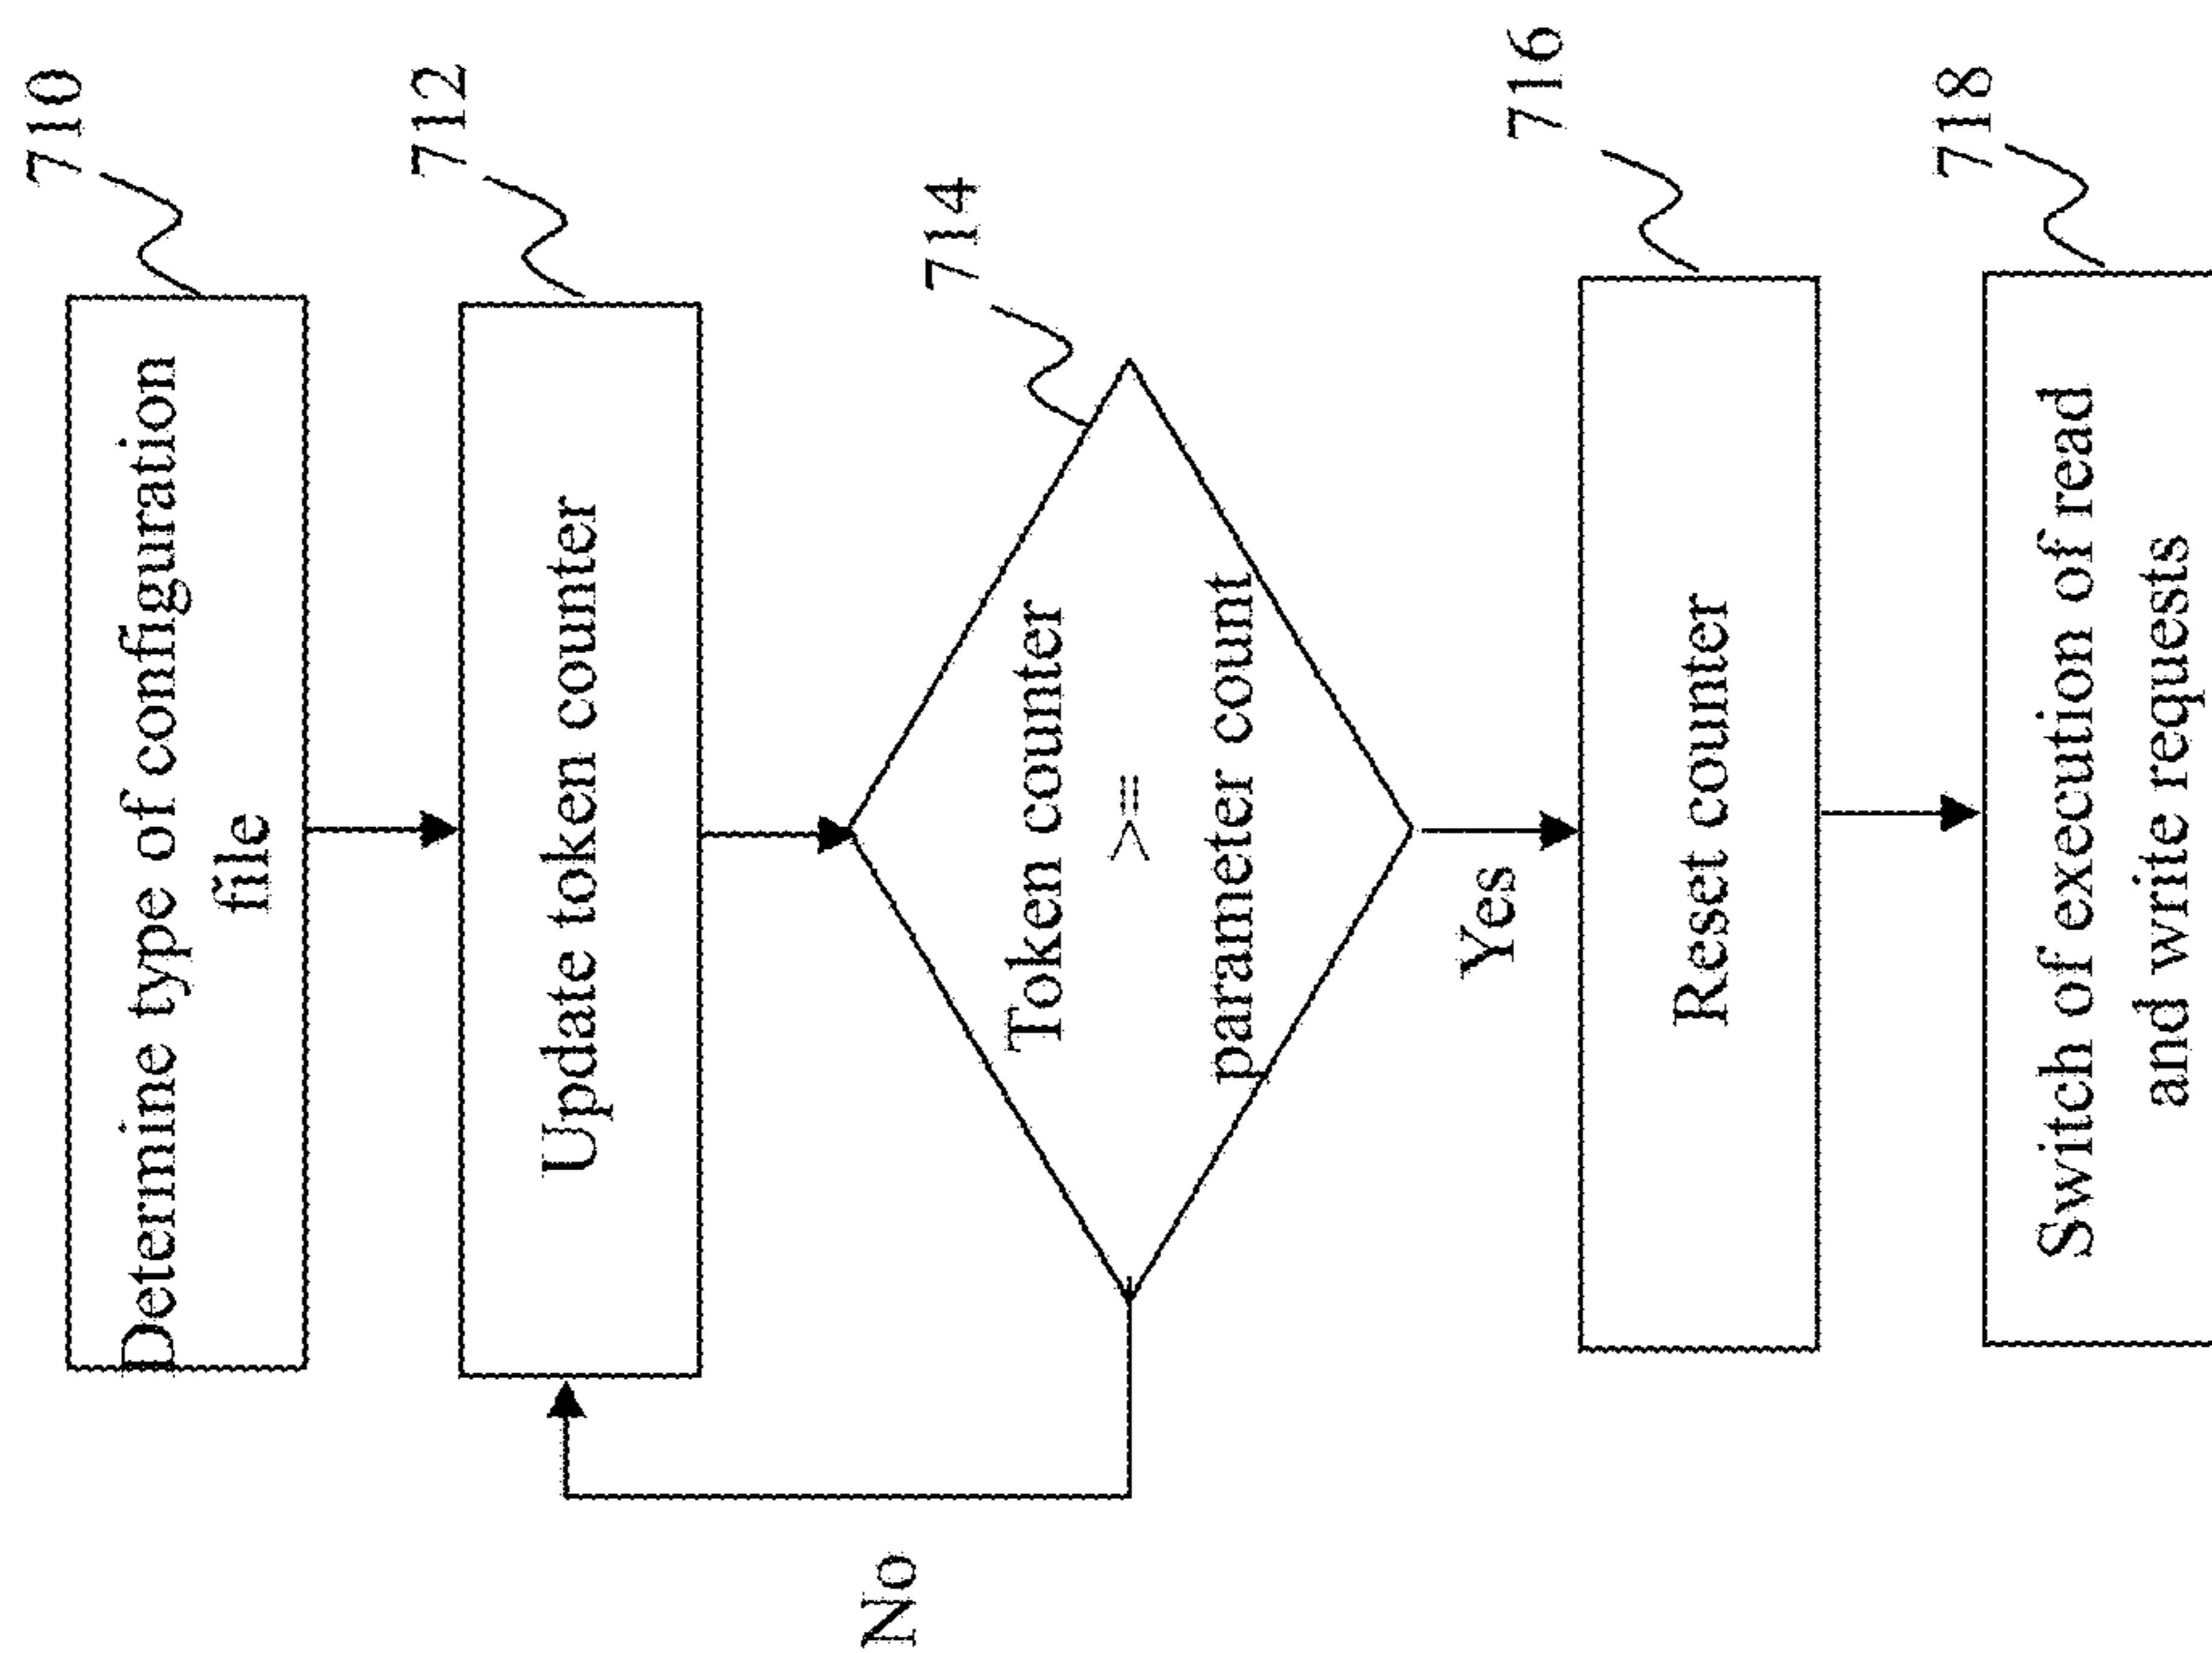 710
Determine type of configuration
file
712
Update token counter
714
Token counter
>=
parameter count
No
Yes
716
Reset counter
718
Switch of execution of read
and write requests